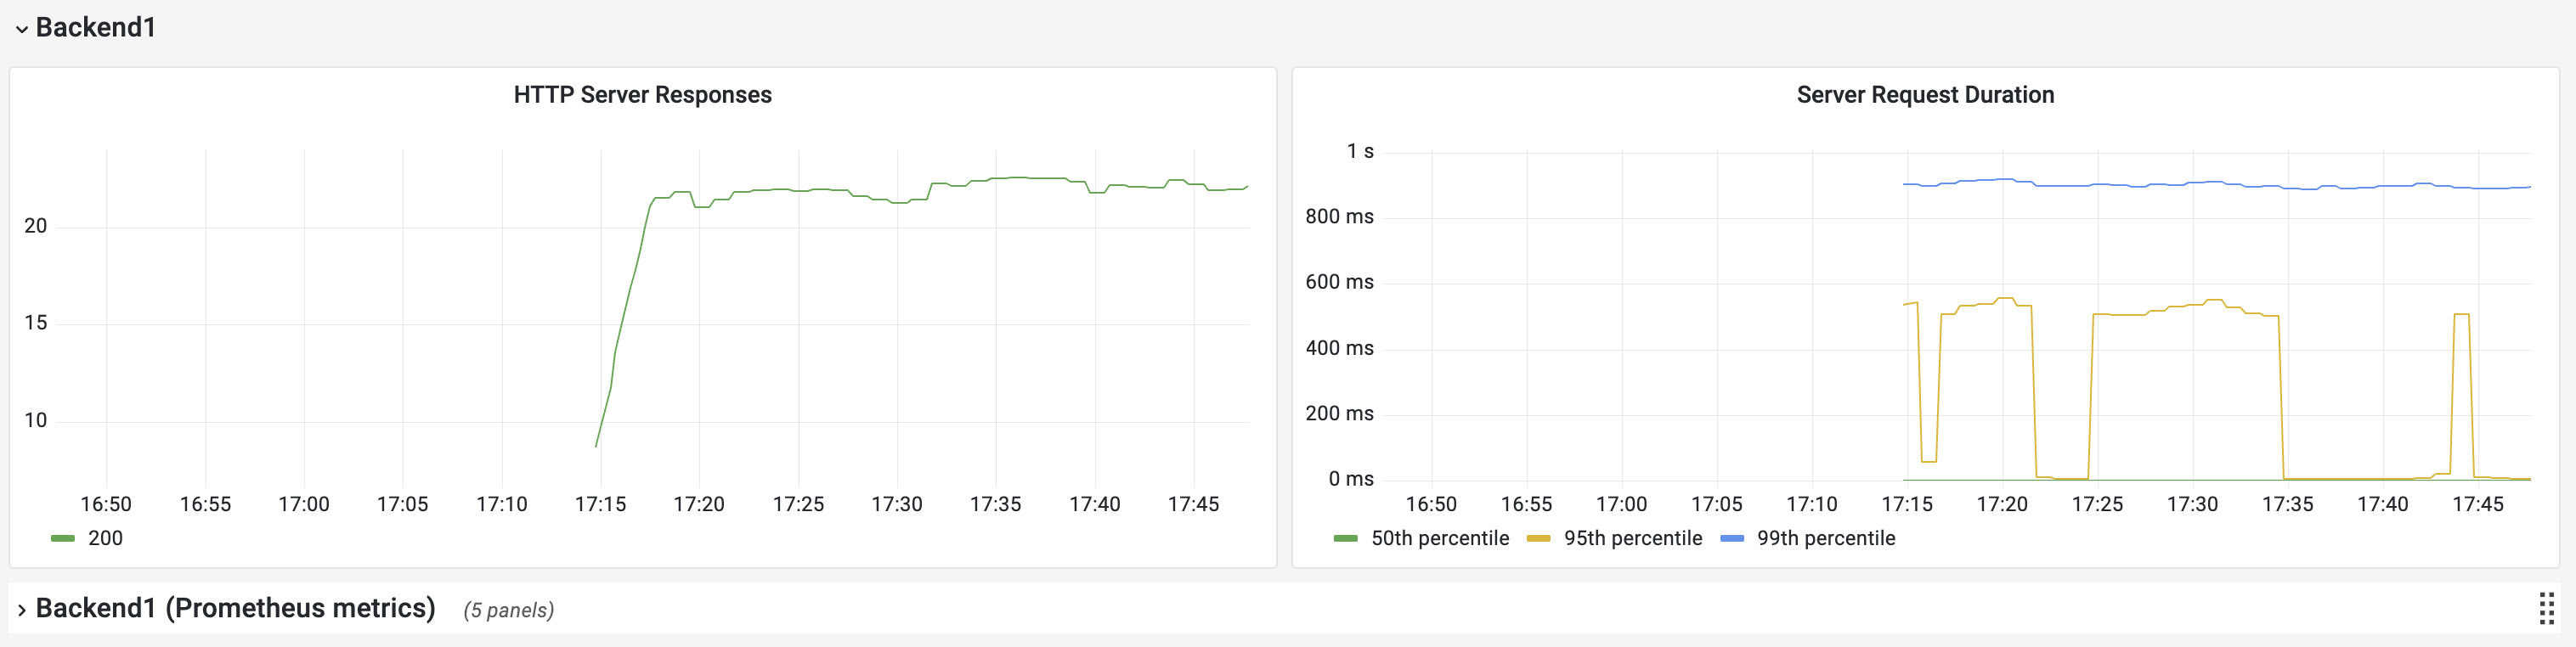 Backend1
HTTP Server Responses
20
15
10
16:50 16:55 17:00 17:05 17:10 17:15 17:20 17:25 17:30 17:35 17:40 17:45
200
Server Request Duration
1 s
800 ms
600 ms
400 ms
200 ms
0 ms
16:50 16:55 17:00 17:05 17:10 17:15 17:20 17:25 17:30 17:35 17:40 17:45
50th percentile 95th percentile 99th percentile
Backend1 (Prometheus metrics) (5 panels)